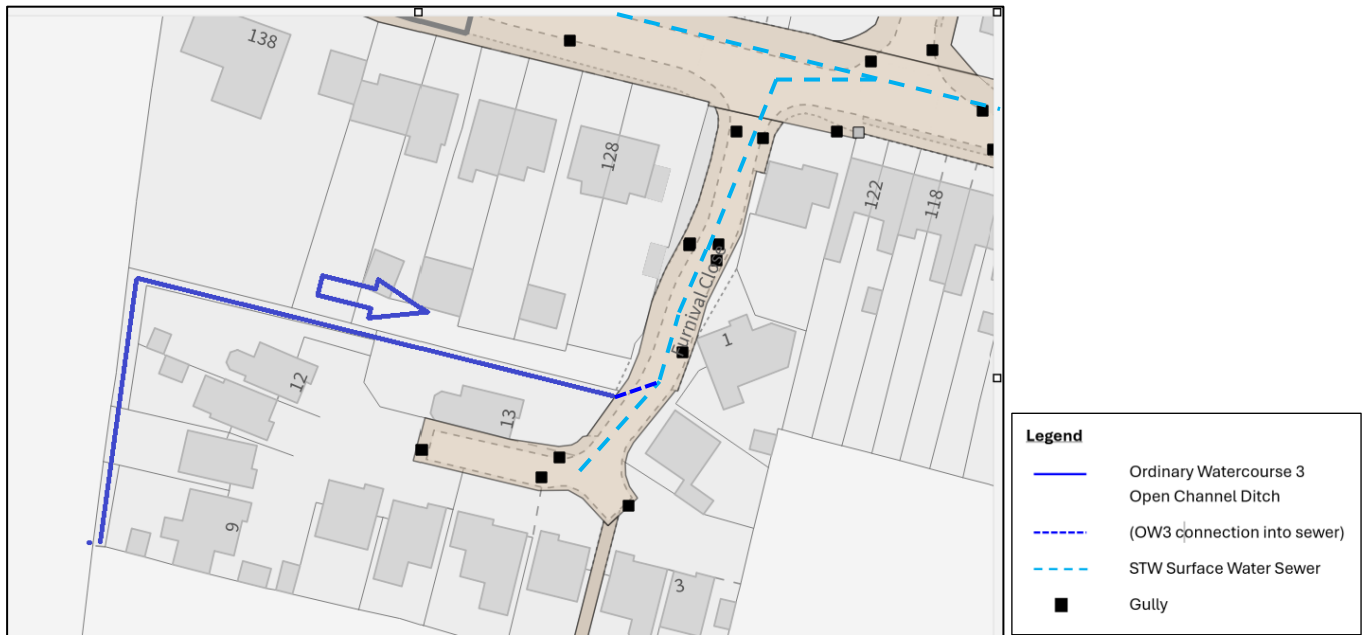 138
128
122
118
Furnival Close
1
12
13
9
3
Legend
Ordinary Watercourse 3
Open Channel Ditch
(OW3 connection into sewer)
STW Surface Water Sewer
Gully